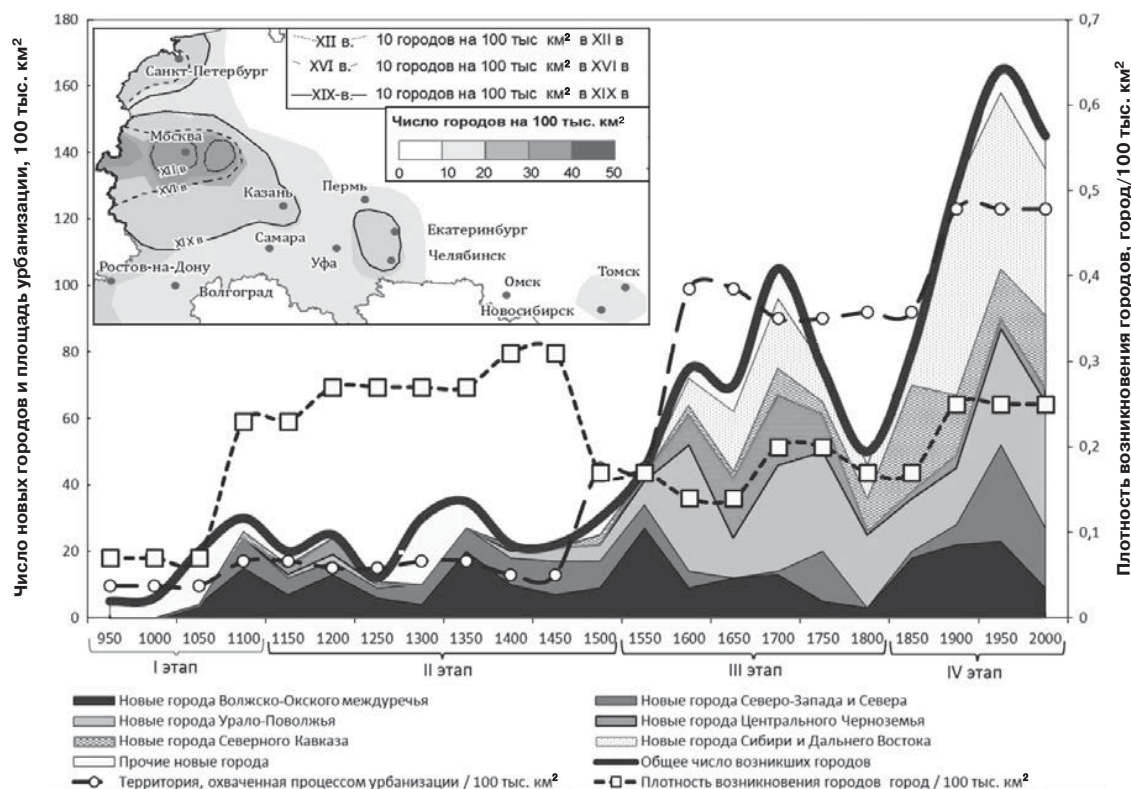 Число новых городов и площадь урбанизации, 100 тыс. км²
180
160
140
120
100
80
60
40
20
0
0,7
0,6
0,5
0,4
0,3
0,2
0,1
0
Плотность возникновения городов, город/100 тыс. км²
XII в. 10 городов на 100 тыс км² в XII в
XVI в. 10 городов на 100 тыс км² в XVI в
XIX-в. 10 городов на 100 тыс км² в XIX в
Число городов на 100 тыс. км²
0 10 20 30 40 50
Санкт-Петербург
Москва
XII в
XVI в.
XIX в.
Казань
Пермь
Екатеринбург
Самара
Уфа
Челябинск
Ростов-на-Дону
Волгоград
Омск
Томск
Новосибирск
950 1000 1050 1100 1150 1200 1250 1300 1350 1400 1450 1500 1550 1600 1650 1700 1750 1800 1850 1900 1950 2000
I этап II этап III этап IV этап
Новые города Волжско-Окского междуречья
Новые города Северо-Запада и Севера
Новые города Урало-Поволжья
Новые города Центрального Черноземья
Новые города Северного Кавказа
Новые города Сибири и Дальнего Востока
Прочие новые города
Общее число возникших городов
Территория, охваченная процессом урбанизации / 100 тыс. км²
Плотность возникновения городов город / 100 тыс. км²